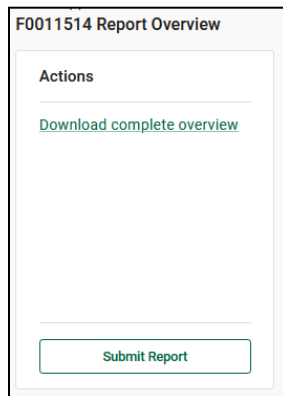 F0011514 Report Overview
Actions
Download complete overview
Submit Report